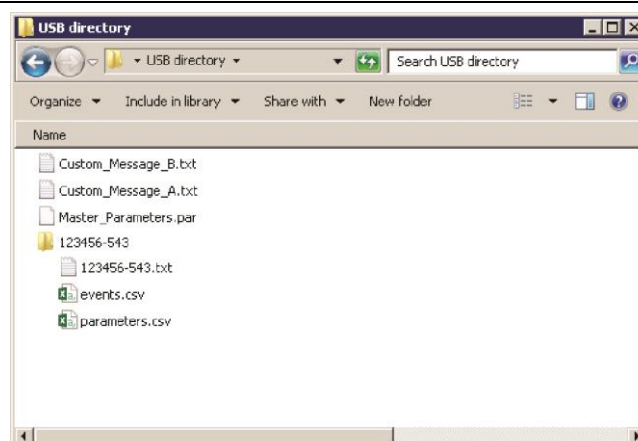 USB directory
USB directory
Search USB directory
Organize Include in library Share with New folder
Name
Custom_Message_B.txt
Custom_Message_A.txt
Master_Parameters.par
123456-543
123456-543.txt
events.csv
parameters.csv